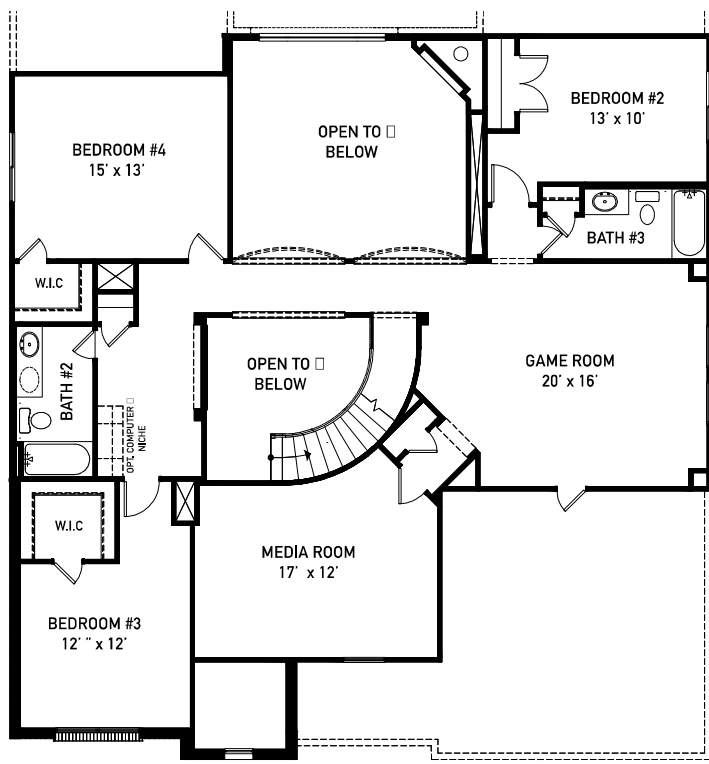 BEDROOM #2
13' x 10'
OPEN TO □
BELOW
BEDROOM #4
15' x 13'
BATH #3
W.I.C
GAME ROOM
20' x 16'
OPEN TO □
BELOW
BATH #2
OPT. COMPUTER □
NICHE
W.I.C
MEDIA ROOM
17' x 12'
BEDROOM #3
12' " x 12'